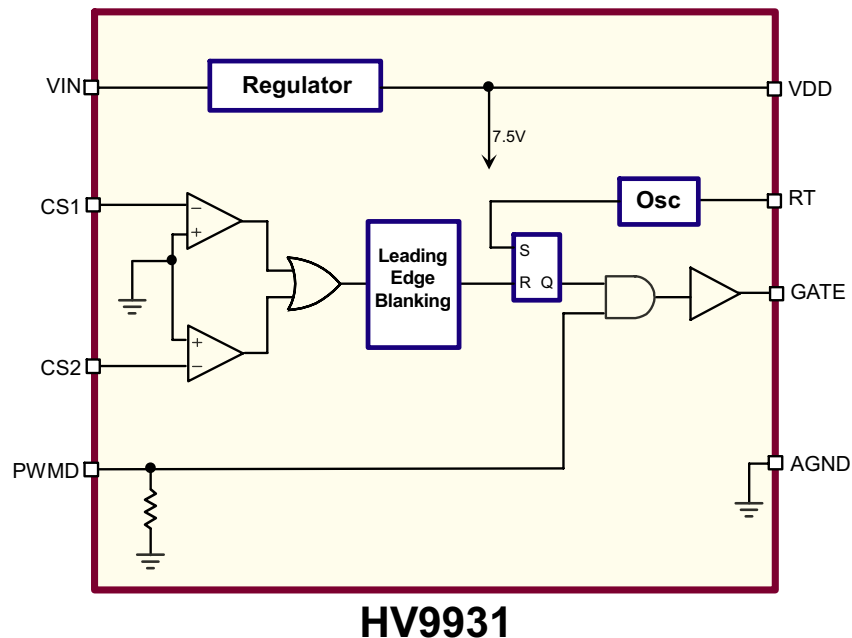 VIN
Regulator
VDD
7.5V
CS1
−
+
Osc
RT
Leading
Edge
Blanking
S
R Q
GATE
+
−
CS2
PWMD
AGND
HV9931